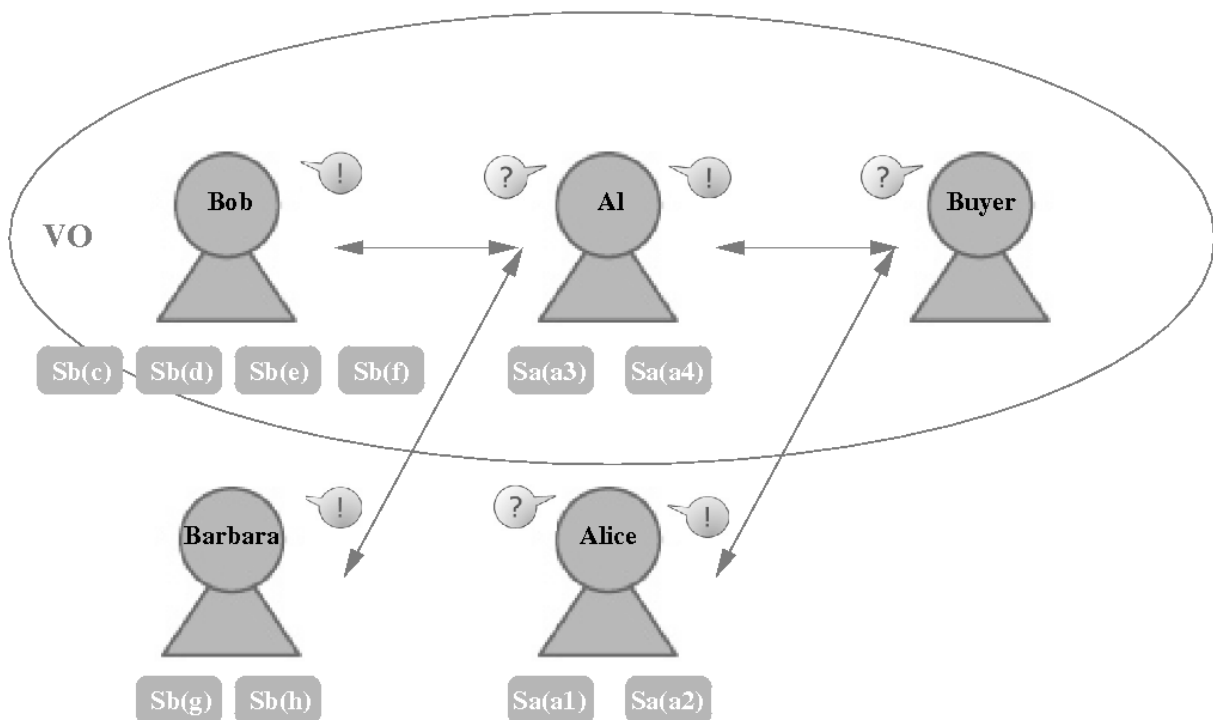 ! ? ! ?
Bob Al Buyer
VO
Sb(c) Sb(d) Sb(e) Sb(f) Sa(a3) Sa(a4)
! ? !
Barbara Alice
Sb(g) Sb(h) Sa(a1) Sa(a2)